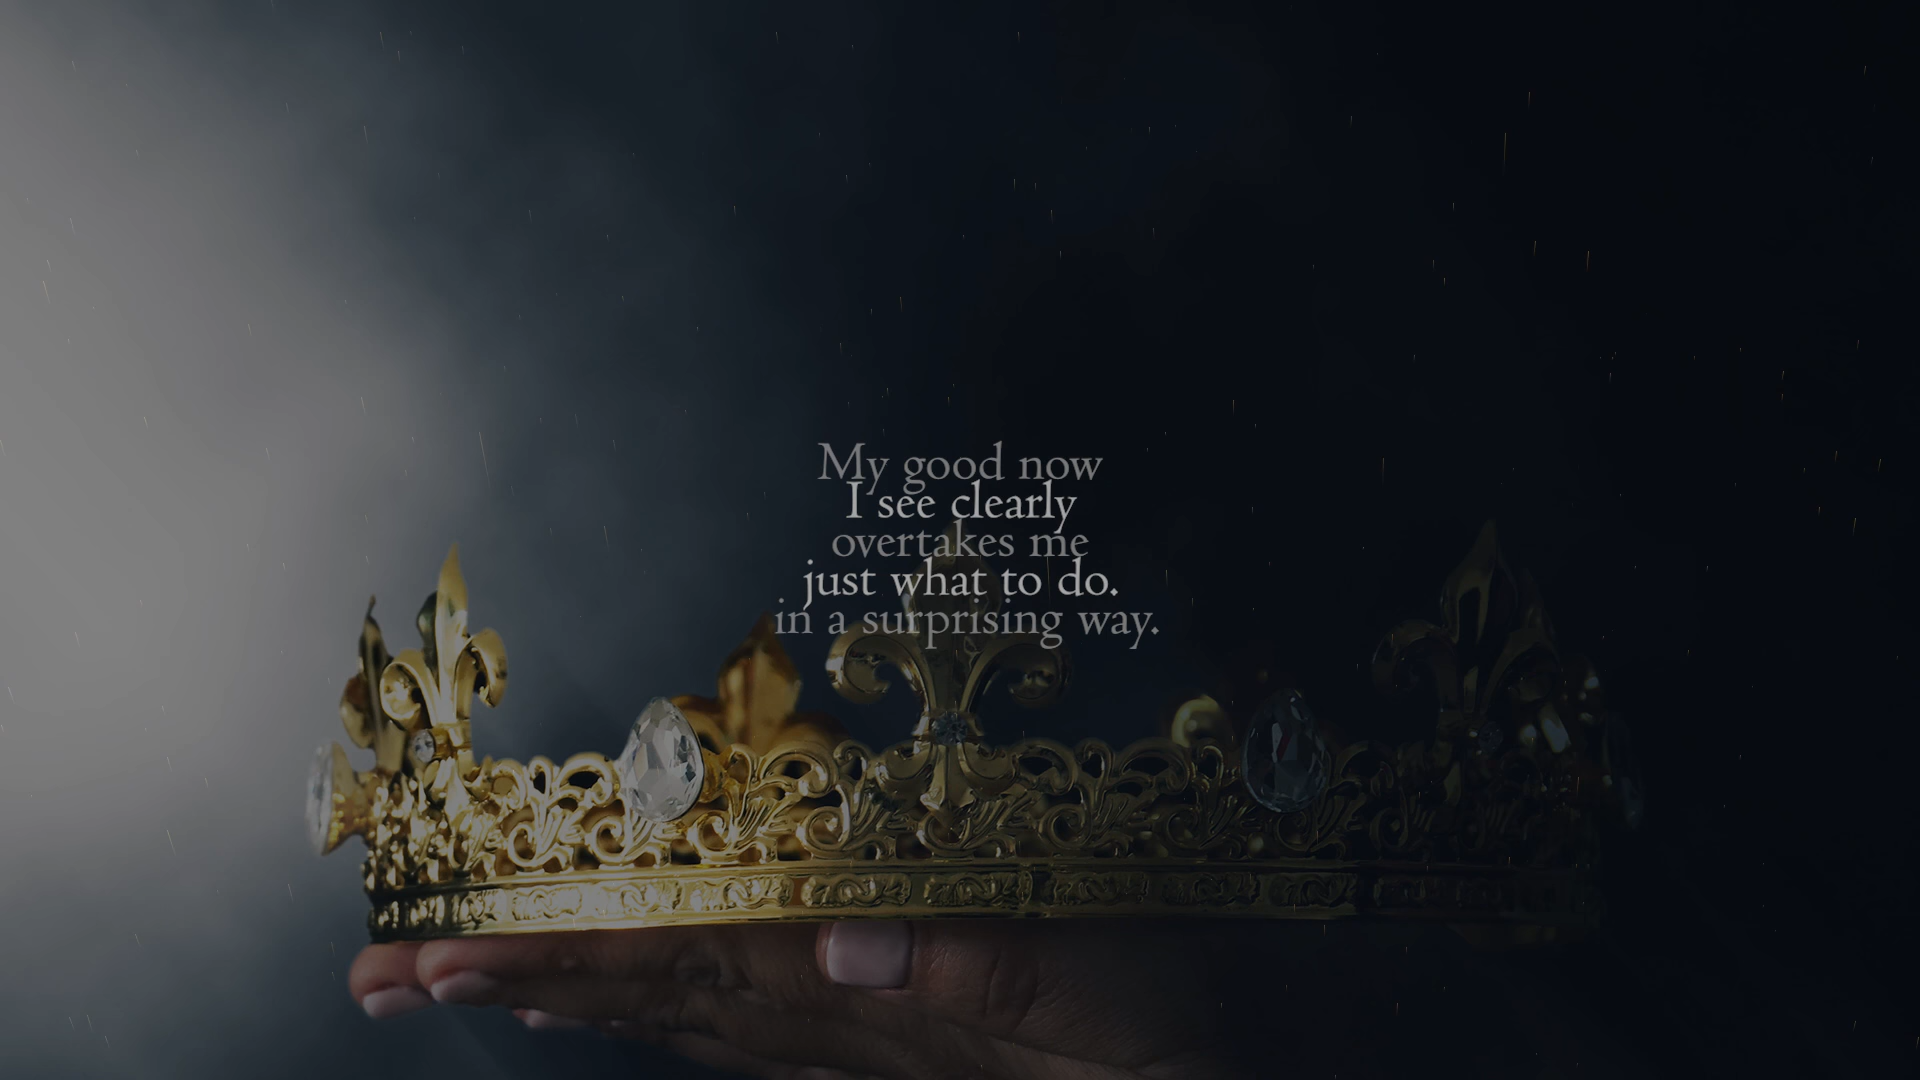 My good now
I see clearly
overtakes me
just what to do.
in a surprising way.